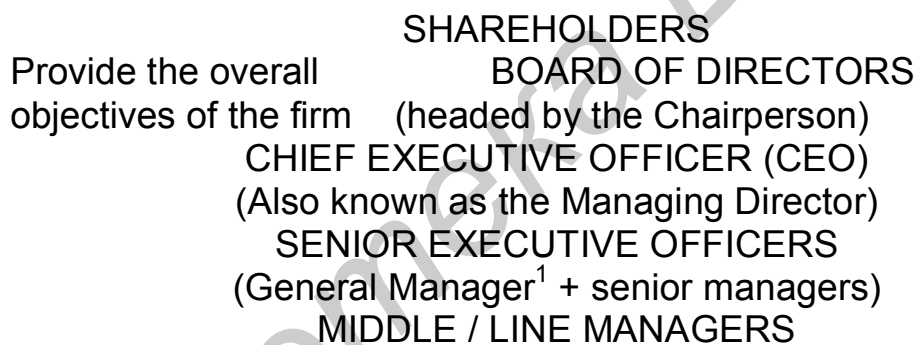 SHAREHOLDERS
Provide the overall BOARD OF DIRECTORS
objectives of the firm (headed by the Chairperson)
CHIEF EXECUTIVE OFFICER (CEO)
(Also known as the Managing Director)
SENIOR EXECUTIVE OFFICERS
(General Manager¹ + senior managers)
MIDDLE / LINE MANAGERS